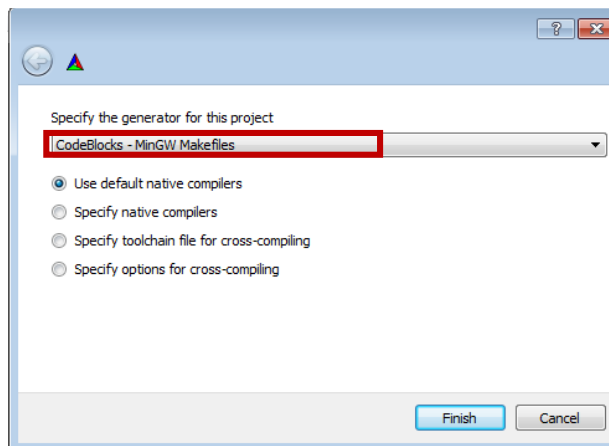 ?
Specify the generator for this project
CodeBlocks - MinGW Makefiles
Use default native compilers
Specify native compilers
Specify toolchain file for cross-compiling
Specify options for cross-compiling
Finish Cancel